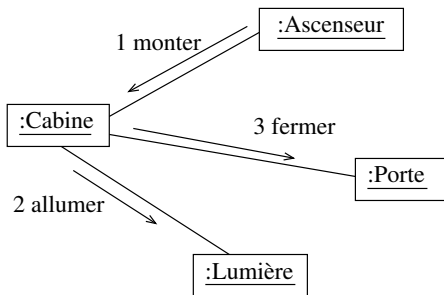 :Ascenseur
1 monter
:Cabine
3 fermer
:Porte
2 allumer
:Lumière